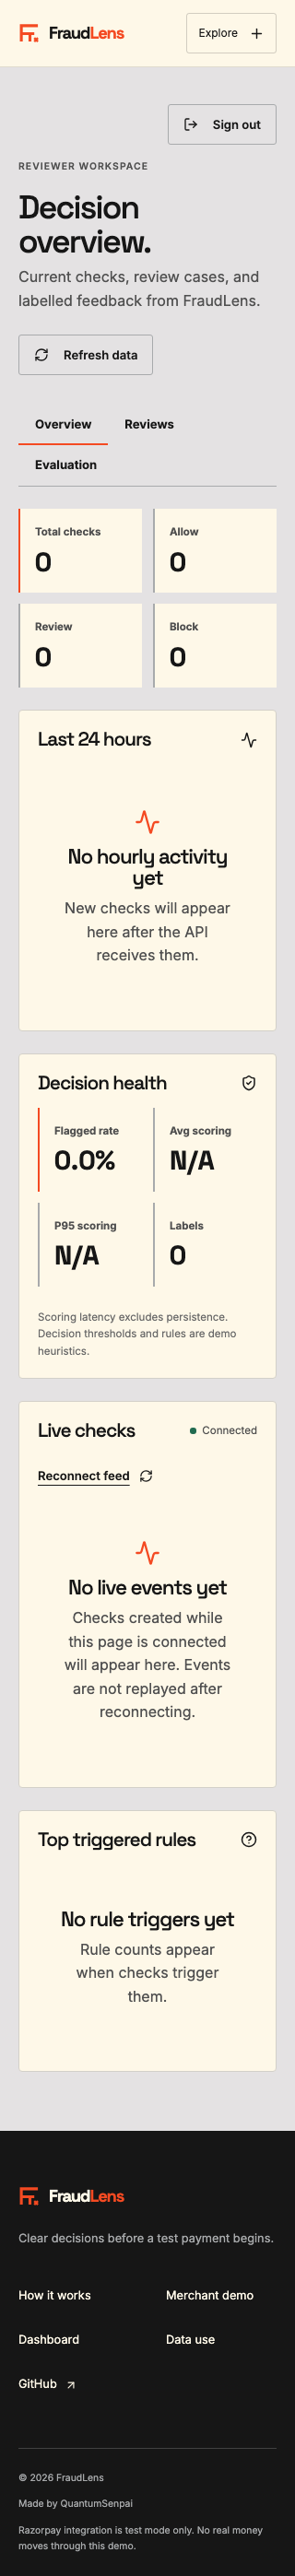 FraudLens
Explore
Sign out
REVIEWER WORKSPACE
Decision
overview.
Current checks, review cases, and
labelled feedback from FraudLens.
Refresh data
Overview
Reviews
Evaluation
Total checks
0
Allow
0
Review
0
Block
0
Last 24 hours
No hourly activity
yet
New checks will appear
here after the API
receives them.
Decision health
Flagged rate
0.0%
Avg scoring
N/A
P95 scoring
N/A
Labels
0
Scoring latency excludes persistence.
Decision thresholds and rules are demo
heuristics.
Live checks
Connected
Reconnect feed
No live events yet
Checks created while
this page is connected
will appear here. Events
are not replayed after
reconnecting.
Top triggered rules
No rule triggers yet
Rule counts appear
when checks trigger
them.
FraudLens
Clear decisions before a test payment begins.
How it works
Merchant demo
Dashboard
Data use
GitHub
© 2026 FraudLens
Made by QuantumSenpai
Razorpay integration is test mode only. No real money
moves through this demo.